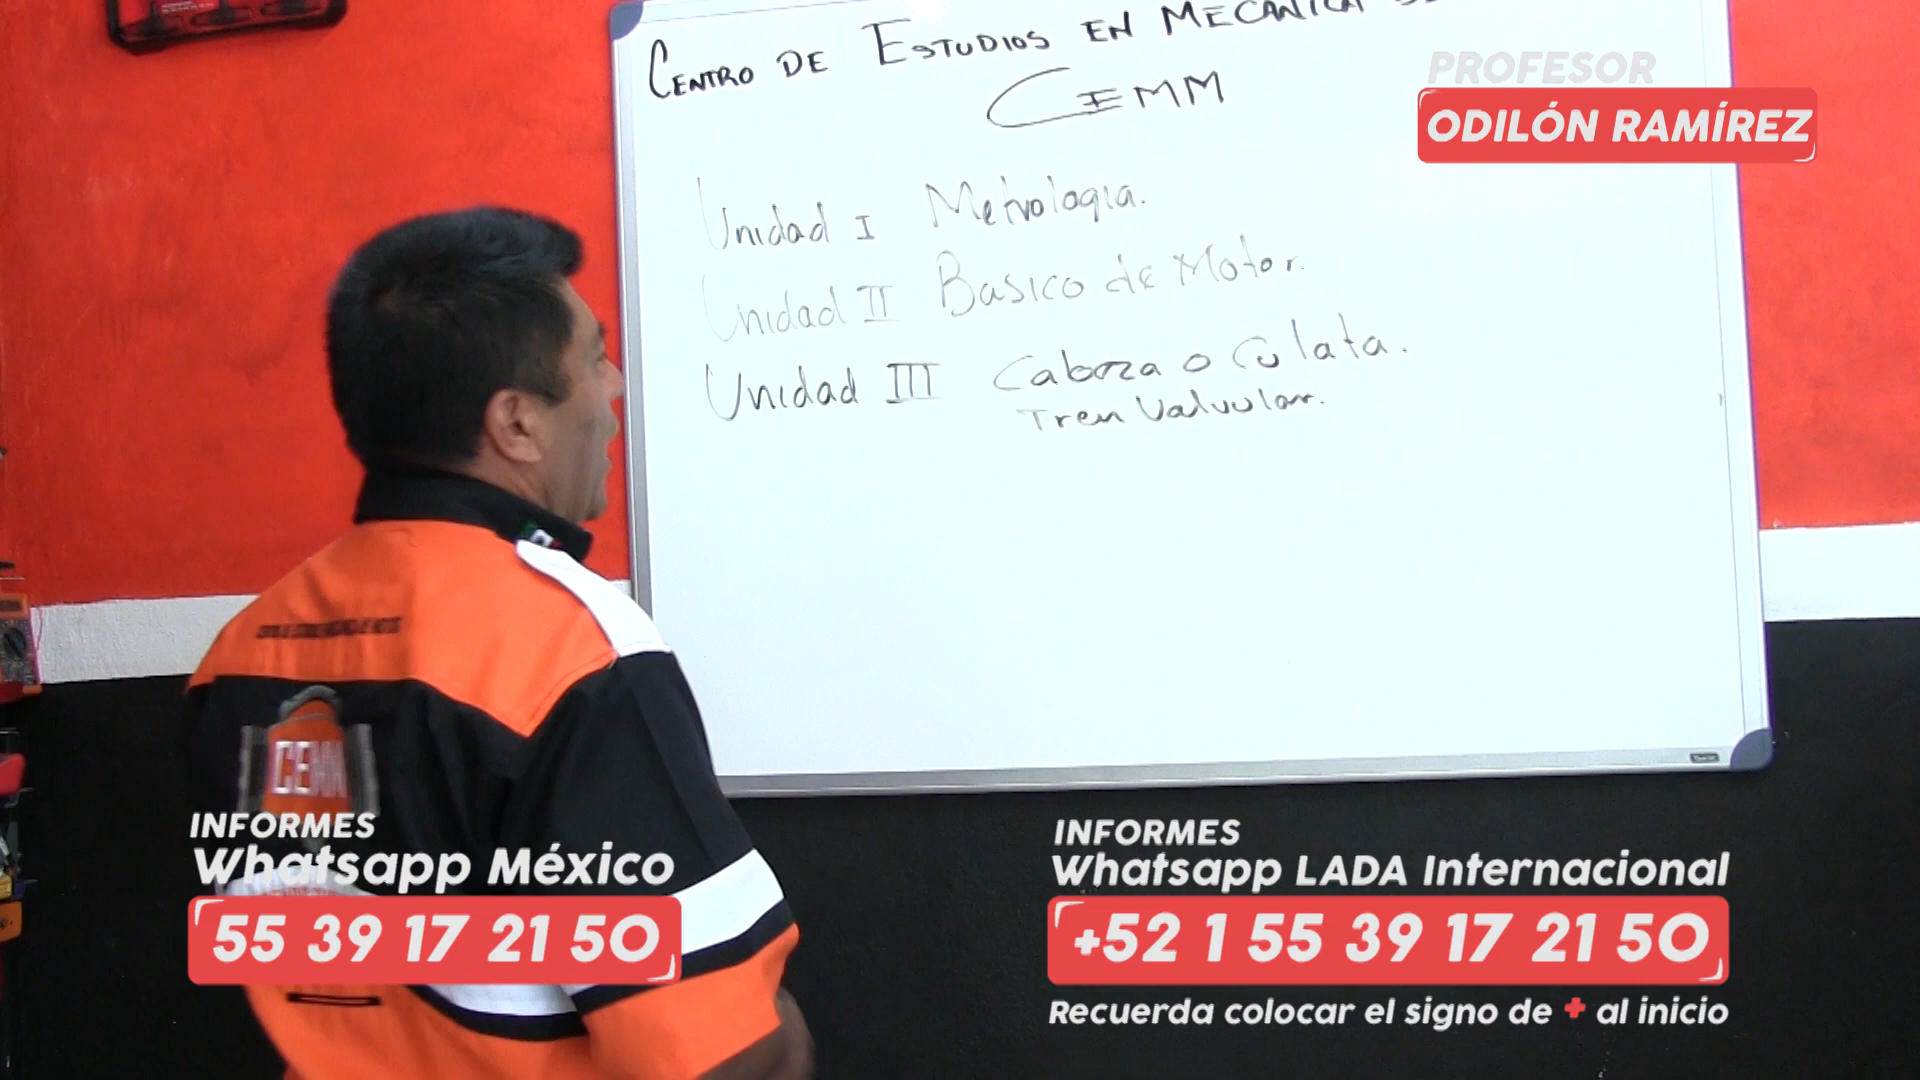 CENTRO DE ESTUDIOS EN MECANICA
CEMM
PROFESOR
ODILÓN RAMÍREZ
Unidad I Metrologia.
Unidad II Basico de Motor.
Unidad III Cabeza o Culata.
Tren Valvular.
CEMM
INFORMES
Whatsapp México
55 39 17 21 50
INFORMES
Whatsapp LADA Internacional
+52 1 55 39 17 21 50
Recuerda colocar el signo de + al inicio